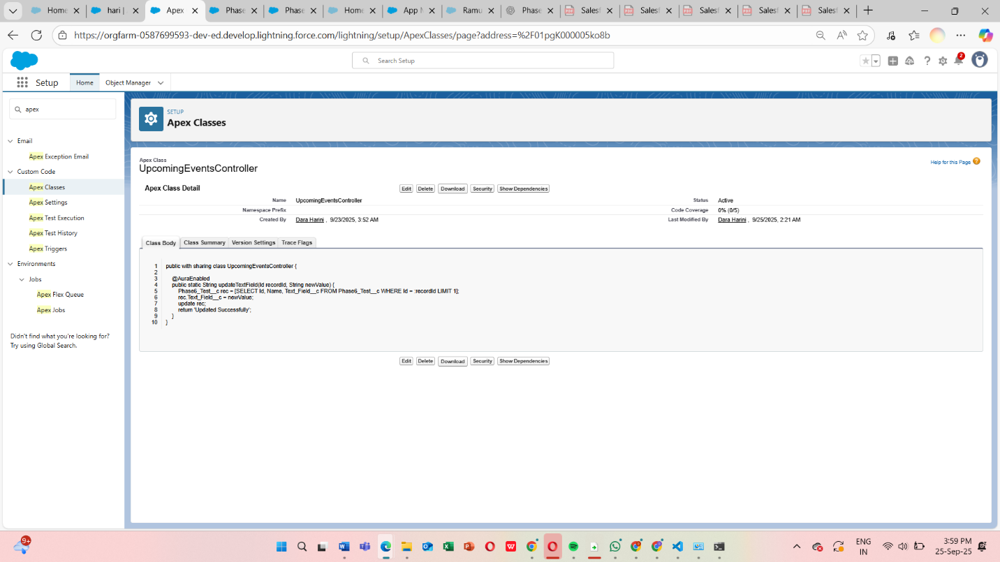 Home
hari |
Apex
Phase
Phase
Home
App M
Ramu
Phase
Salesf
Salesf
Salesf
Salesf
Salesf
https://orgfarm-0587699593-dev-ed.develop.lightning.force.com/lightning/setup/ApexClasses/page?address=%2F01pgK000005ko8b
Search Setup
2
Setup
Home
Object Manager
apex
Email
Apex Exception Email
Custom Code
Apex Classes
Apex Settings
Apex Test Execution
Apex Test History
Apex Triggers
Environments
Jobs
Apex Flex Queue
Apex Jobs
Didn't find what you're looking for?
Try using Global Search.
SETUP
Apex Classes
Apex Class
UpcomingEventsController
Help for this Page
Apex Class Detail
Edit Delete Download Security Show Dependencies
Name UpcomingEventsController Status Active
Namespace Prefix Code Coverage 0% (0/5)
Created By Dara Harini , 9/23/2025, 3:52 AM Last Modified By Dara Harini , 9/25/2025, 2:21 AM
Class Body Class Summary Version Settings Trace Flags
1 public with sharing class UpcomingEventsController {
2
3 @AuraEnabled
4 public static String updateTextField(Id recordId, String newValue) {
5 Phase6_Test__c rec = [SELECT Id, Name, Text_Field__c FROM Phase6_Test__c WHERE Id = :recordId LIMIT 1];
6 rec.Text_Field__c = newValue;
7 update rec;
8 return 'Updated Successfully';
9 }
10 }
Edit Delete Download Security Show Dependencies
9+
ENG
IN
3:59 PM
25-Sep-25